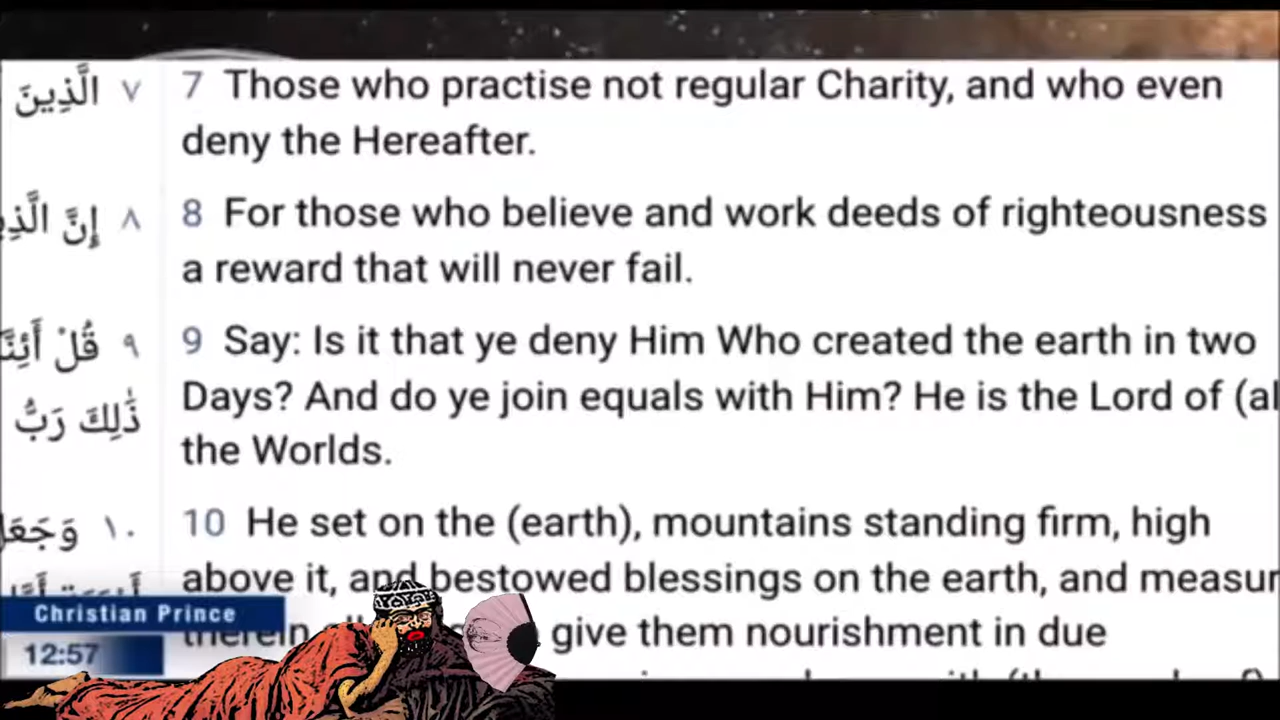 7 Those who practise not regular Charity, and who even
الَّذِينَ ٧
deny the Hereafter.
8 For those who believe and work deeds of righteousness
إِنَّ ٨
a reward that will never fail.
9 Say: Is it that ye deny Him Who created the earth in two
قُلْ ٩
Days? And do ye join equals with Him? He is the Lord of
ذَٰلِكَ رَبُّ
the Worlds.
10 He set on the (earth), mountains standing firm, high
١٠
above it, and bestowed blessings on the earth, and
therein give them nourishment in due
Christian Prince
12:57